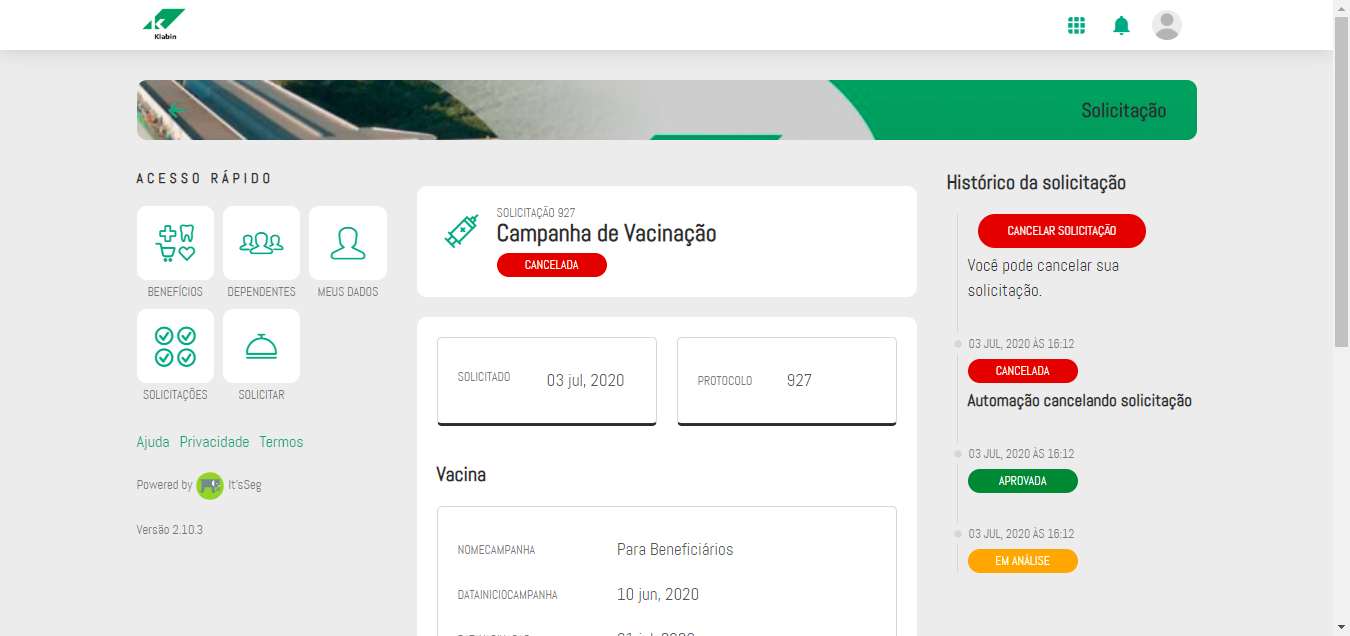 Klabin
Solicitação
ACESSO RÁPIDO
BENEFÍCIOS
DEPENDENTES
MEUS DADOS
SOLICITAÇÕES
SOLICITAR
Ajuda Privacidade Termos
Powered by It'sSeg
Versão 2.10.3
SOLICITAÇÃO 927
Campanha de Vacinação
CANCELADA
SOLICITADO 03 jul, 2020
PROTOCOLO 927
Vacina
NOMECAMPANHA Para Beneficiários
DATAINICIOCAMPANHA 10 jun, 2020
Histórico da solicitação
CANCELAR SOLICITAÇÃO
Você pode cancelar sua
solicitação.
03 JUL, 2020 ÀS 16:12
CANCELADA
Automação cancelando solicitação
03 JUL, 2020 ÀS 16:12
APROVADA
03 JUL, 2020 ÀS 16:12
EM ANÁLISE